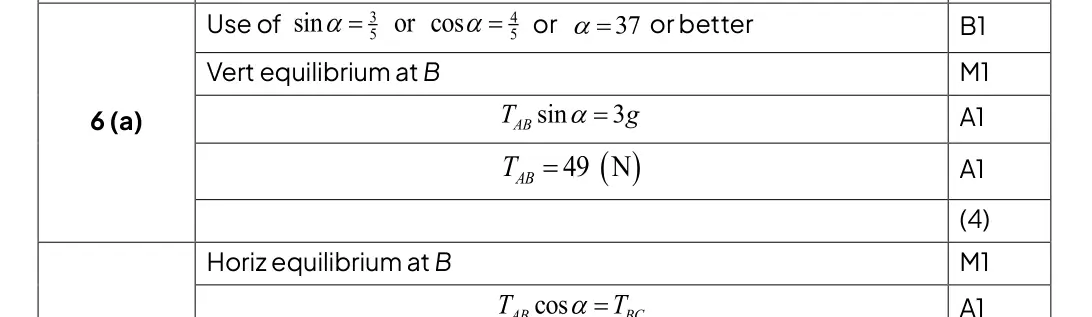 Use of sin α = 3/5 or cos α = 4/5 or α = 37 or better B1
Vert equilibrium at B M1
6 (a)
T_AB sin α = 3g A1
T_AB = 49 (N) A1
(4)
Horiz equilibrium at B M1
T_AB cos α = T_BC A1